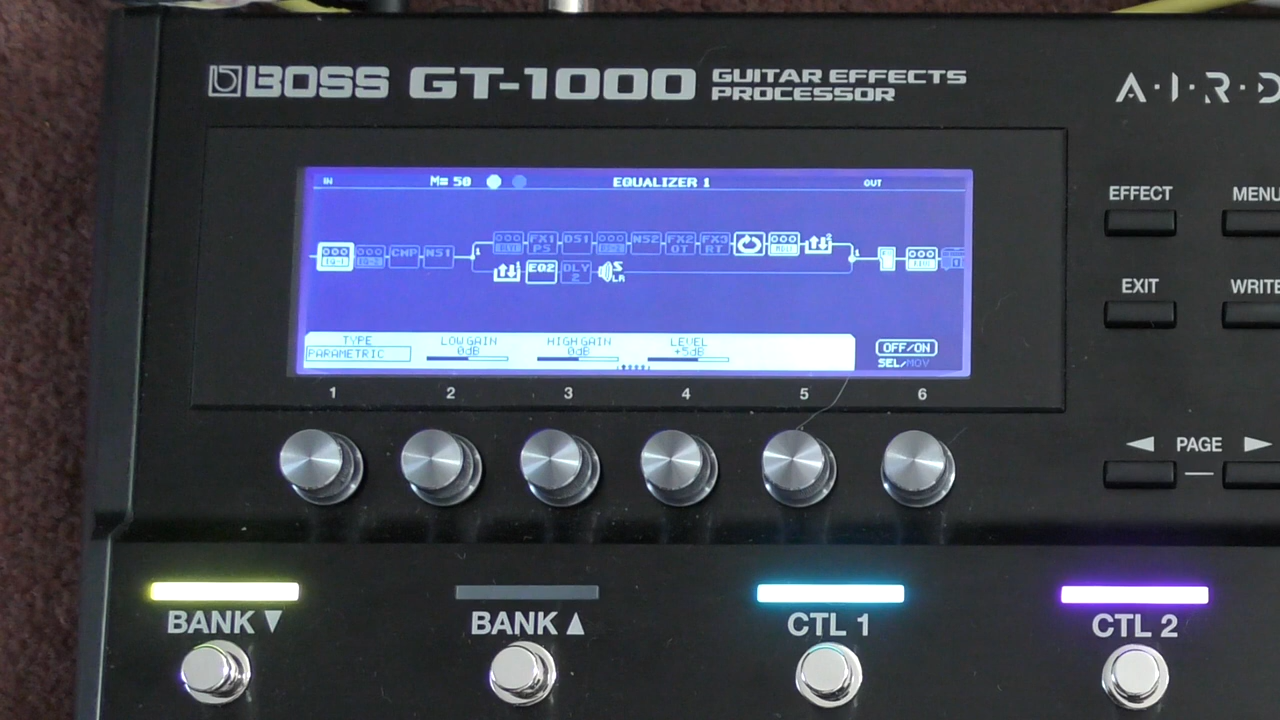 BOSS GT-1000 GUITAR EFFECTS PROCESSOR
A·I·R·D
IN M= 50 EQUALIZER 1 OUT
EFFECT MENU
FX1 DS1 NS2 FX2 FX3
PS OT RT
CMP NS1
EQ2 DLY S
2 LR
EXIT WRITE
TYPE LOW GAIN HIGH GAIN LEVEL
PARAMETRIC 0dB 0dB +5dB
OFF/ON
SEL/MOV
1 2 3 4 5 6
◀ PAGE ▶
BANK ▼ BANK ▲ CTL 1 CTL 2